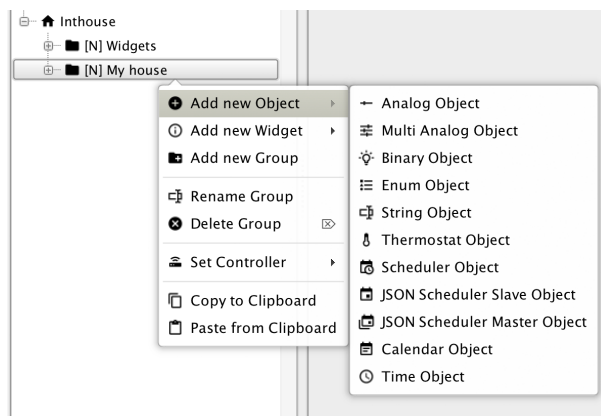 Inthouse
[N] Widgets
[N] My house
Add new Object
Add new Widget
Add new Group
Rename Group
Delete Group
Set Controller
Copy to Clipboard
Paste from Clipboard
Analog Object
Multi Analog Object
Binary Object
Enum Object
String Object
Thermostat Object
Scheduler Object
JSON Scheduler Slave Object
JSON Scheduler Master Object
Calendar Object
Time Object